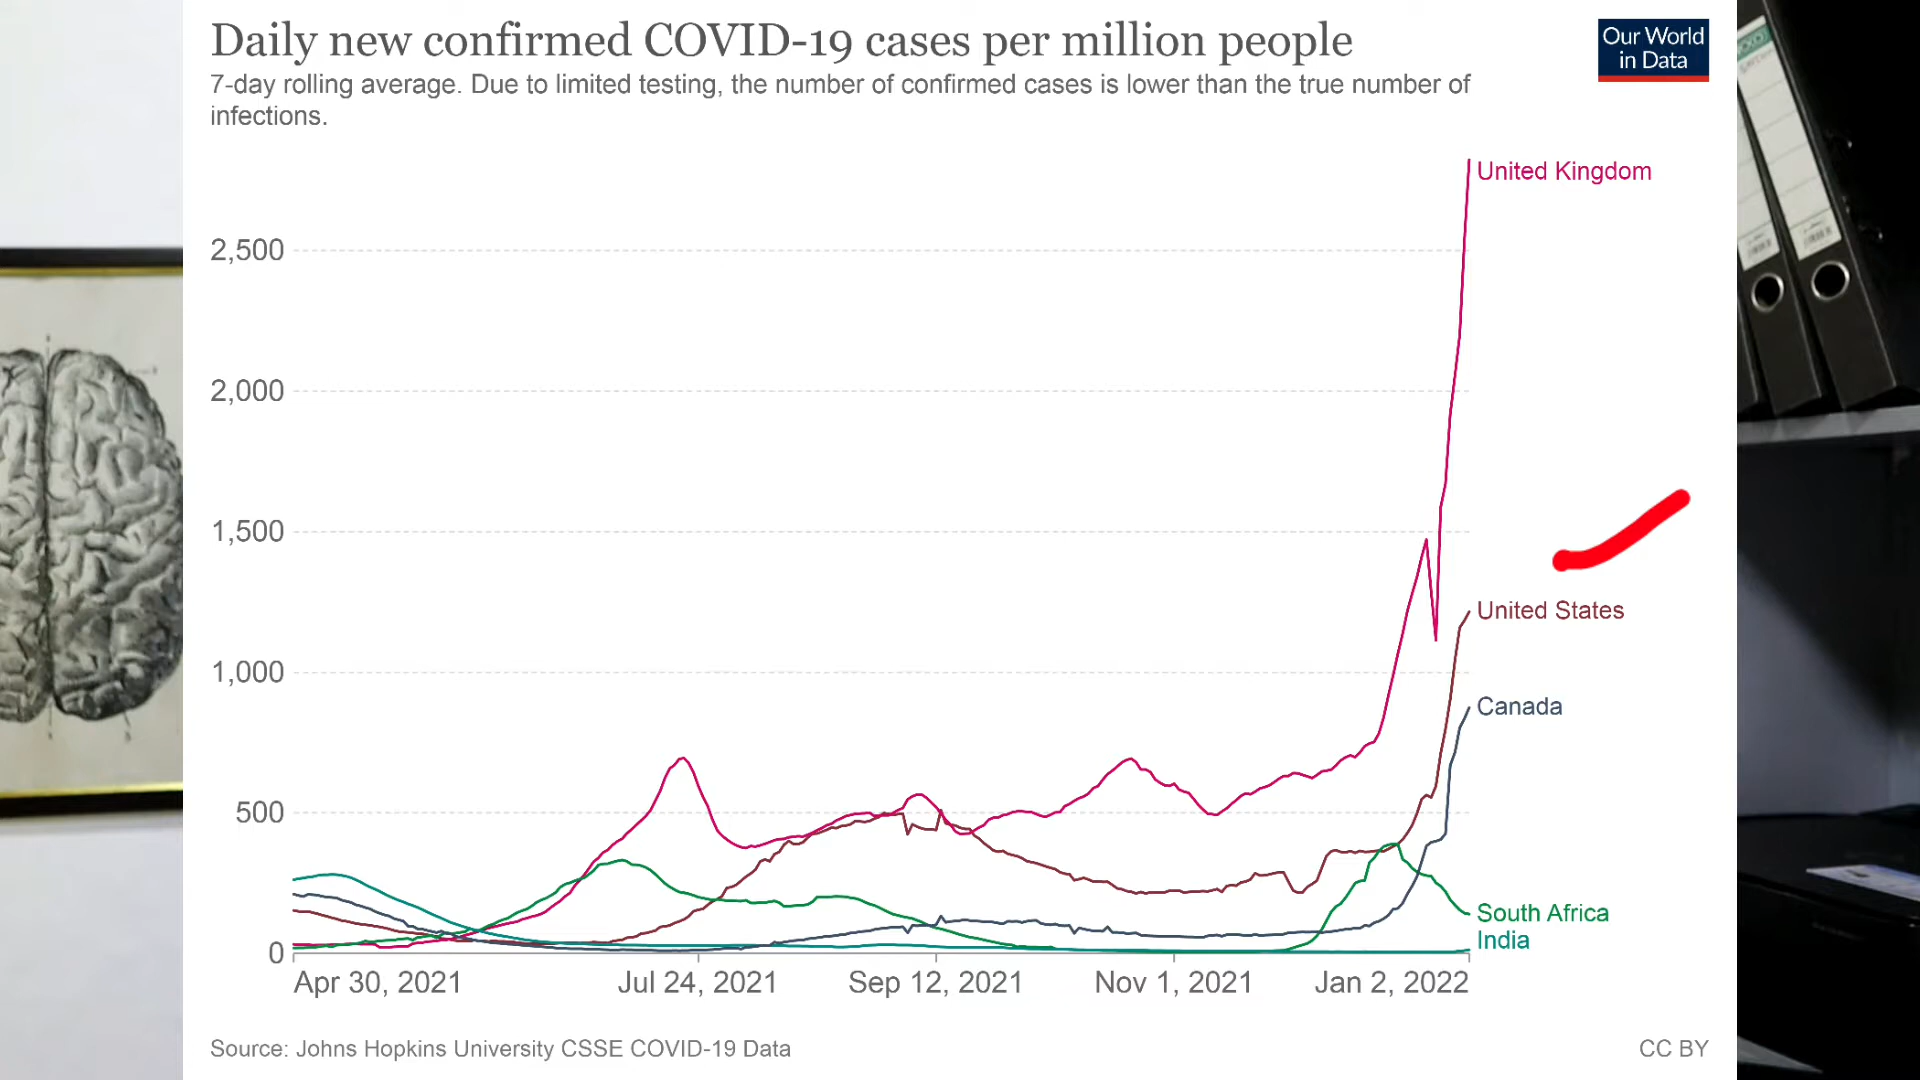 Daily new confirmed COVID-19 cases per million people
Our World
in Data
7-day rolling average. Due to limited testing, the number of confirmed cases is lower than the true number of
infections.
United Kingdom
2,500
2,000
1,500
United States
1,000
Canada
500
South Africa
India
0
Apr 30, 2021 Jul 24, 2021 Sep 12, 2021 Nov 1, 2021 Jan 2, 2022
Source: Johns Hopkins University CSSE COVID-19 Data CC BY